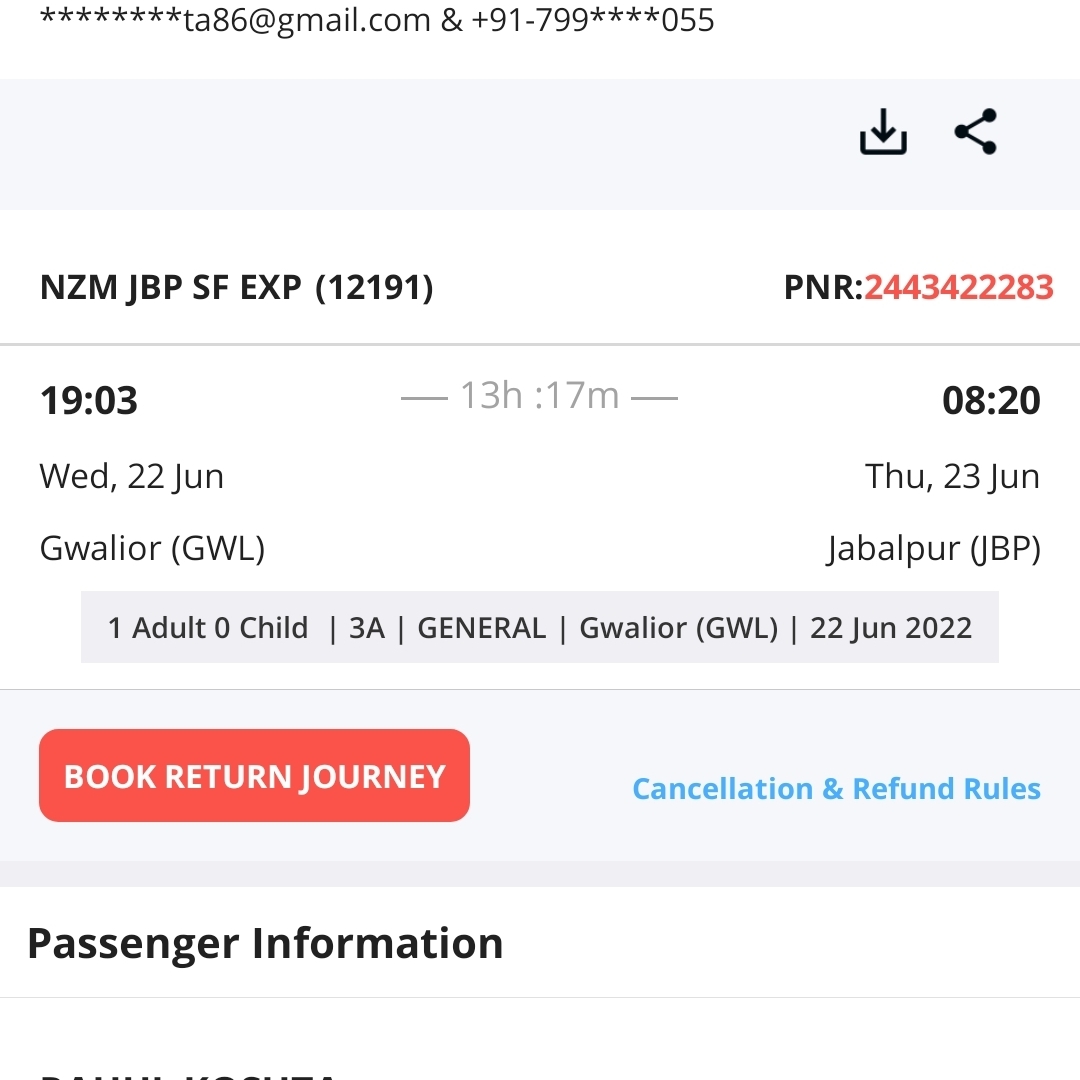 ********ta86@gmail.com & +91-799****055
NZM JBP SF EXP (12191) PNR:2443422283
19:03 — 13h :17m — 08:20
Wed, 22 Jun Thu, 23 Jun
Gwalior (GWL) Jabalpur (JBP)
1 Adult 0 Child | 3A | GENERAL | Gwalior (GWL) | 22 Jun 2022
BOOK RETURN JOURNEY Cancellation & Refund Rules
Passenger Information